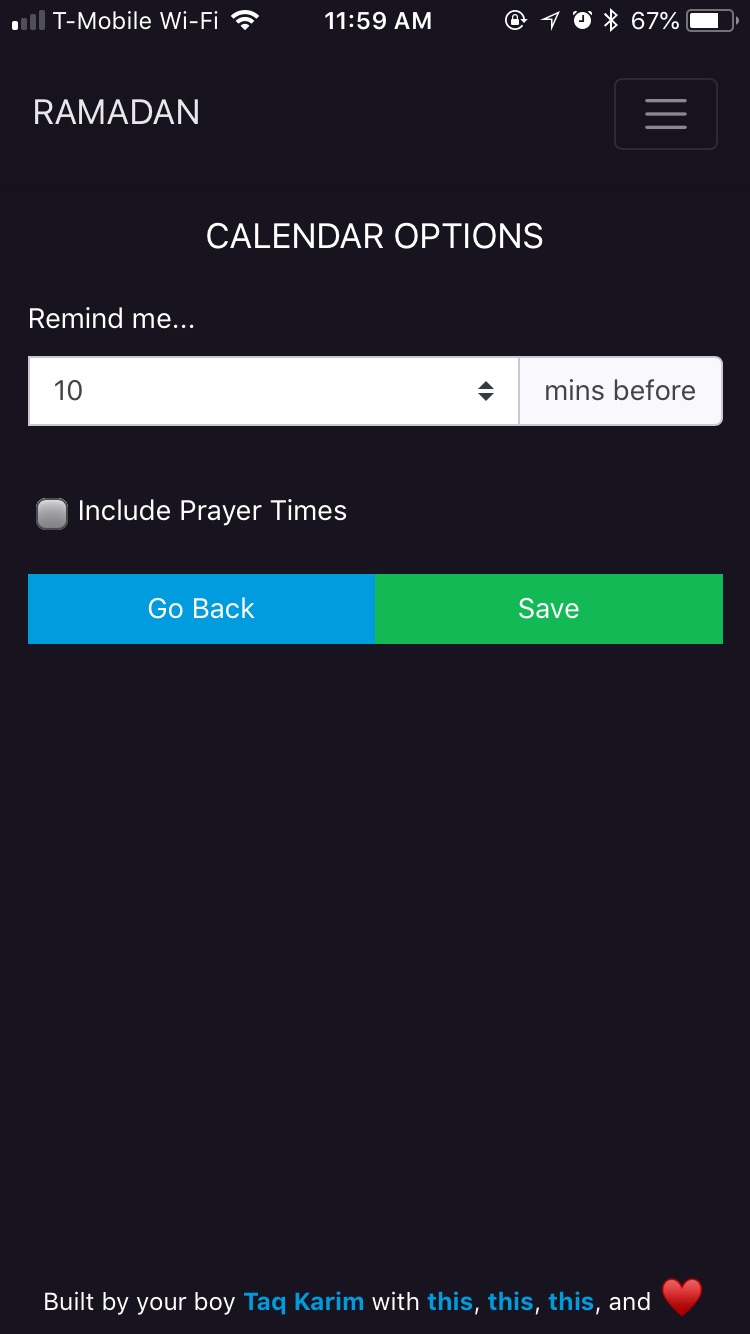 T-Mobile Wi-Fi 11:59 AM 67%
RAMADAN
CALENDAR OPTIONS
Remind me...
10 mins before
Include Prayer Times
Go Back Save
Built by your boy Taq Karim with this, this, this, and